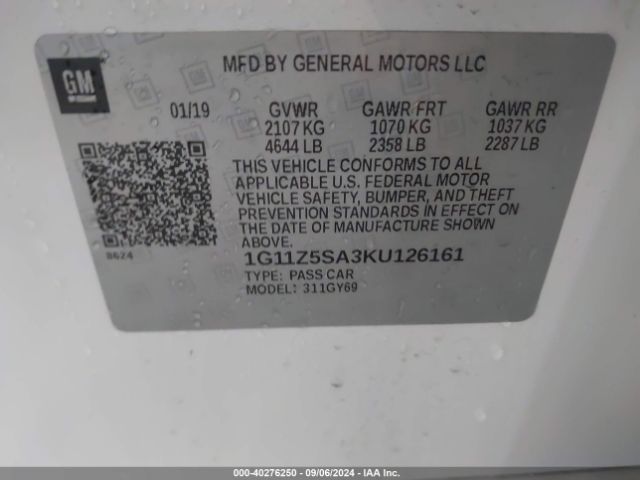 GM
MFD BY GENERAL MOTORS LLC
01/19 GVWR GAWR FRT GAWR RR
2107 KG 1070 KG 1037 KG
4644 LB 2358 LB 2287 LB
THIS VEHICLE CONFORMS TO ALL
APPLICABLE U.S. FEDERAL MOTOR
VEHICLE SAFETY, BUMPER, AND THEFT
PREVENTION STANDARDS IN EFFECT ON
THE DATE OF MANUFACTURE SHOWN
ABOVE.
8624
1G11Z5SA3KU126161
TYPE: PASS CAR
MODEL: 311GY69
000-40276250 - 09/06/2024 - IAA Inc.